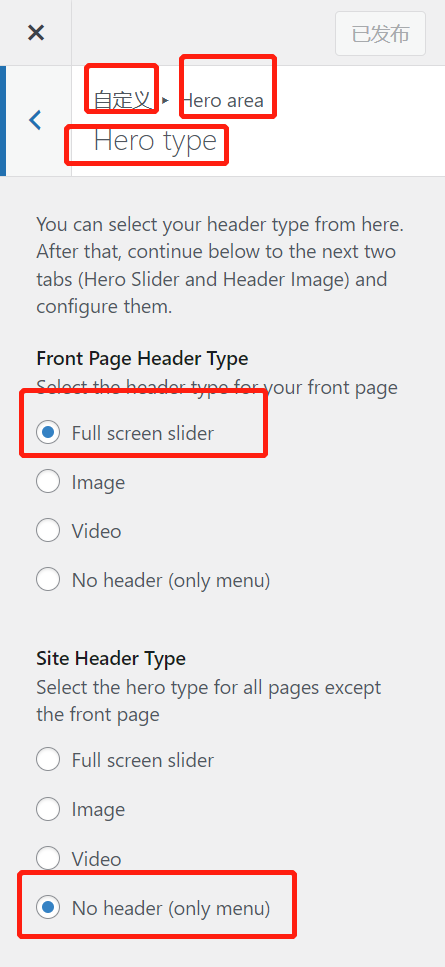 已发布
自定义 ▸ Hero area
Hero type
You can select your header type from here.
After that, continue below to the next two
tabs (Hero Slider and Header Image) and
configure them.
Front Page Header Type
Select the header type for your front page
Full screen slider
Image
Video
No header (only menu)
Site Header Type
Select the hero type for all pages except
the front page
Full screen slider
Image
Video
No header (only menu)